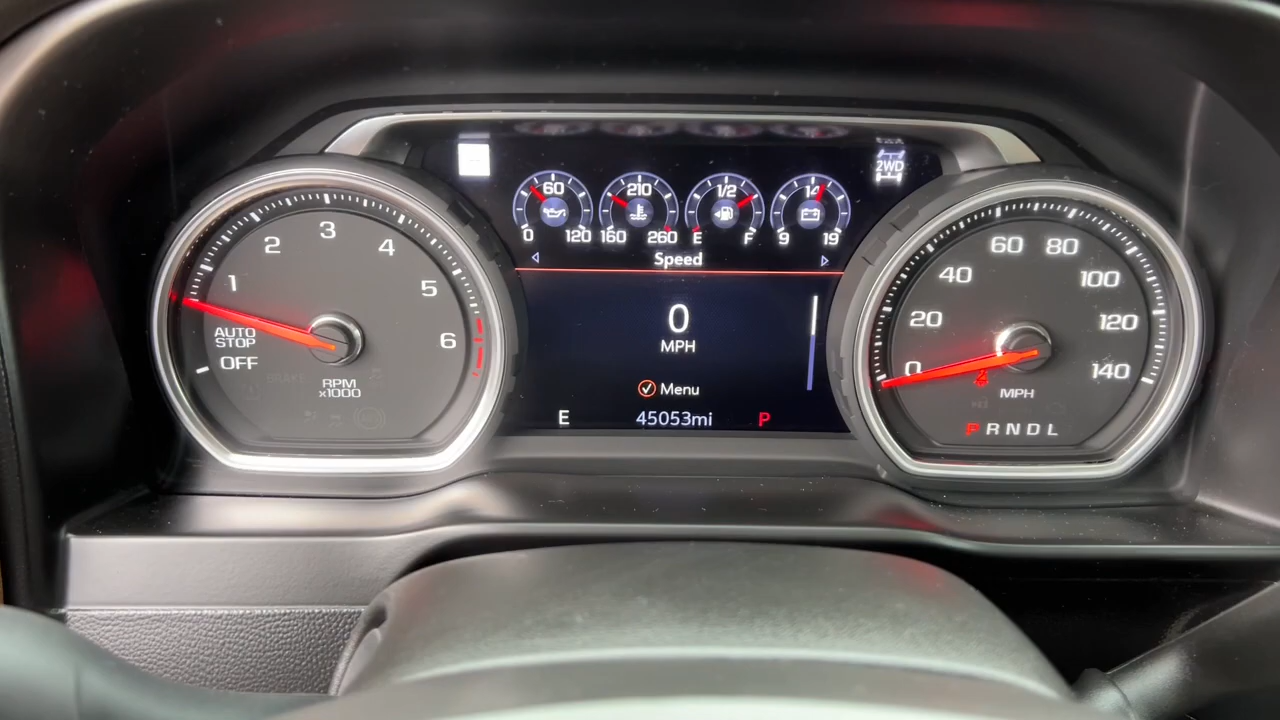 1
2
3
4
5
6
AUTO
STOP
OFF
RPM
x1000
BRAKE
60
0 120
210
160 260
1/2
E F
14
9 19
2WD
Speed
0
MPH
Menu
E 45053mi P
0
20
40
60
80
100
120
140
MPH
P R N D L